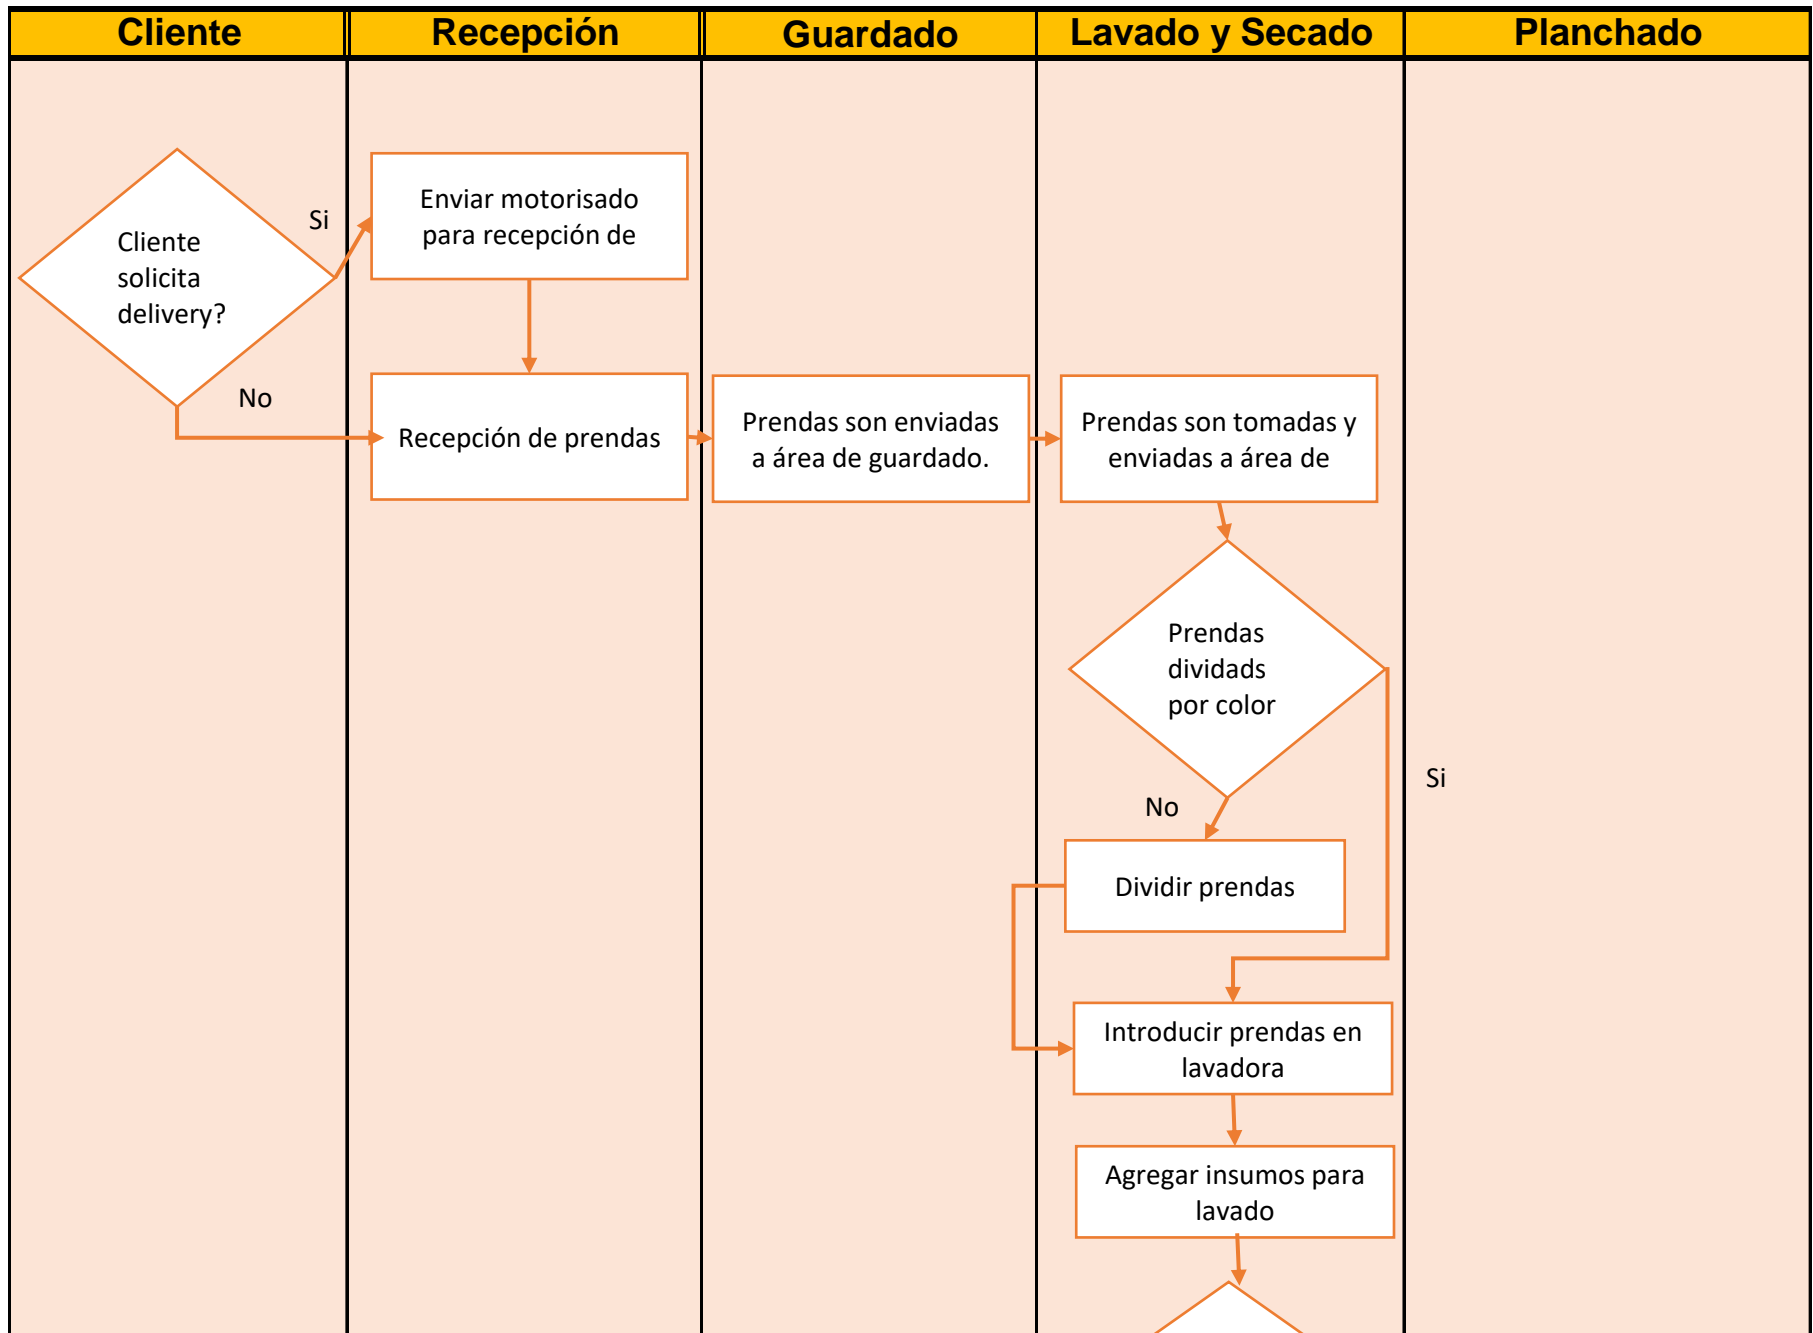 Cliente
Recepción
Guardado
Lavado y Secado
Planchado
Cliente
solicita
delivery?
Si
No
Enviar motorisado
para recepción de
Recepción de prendas
Prendas son enviadas
a área de guardado.
Prendas son tomadas y
enviadas a área de
Prendas
dividads
por color
Si
No
Dividir prendas
Introducir prendas en
lavadora
Agregar insumos para
lavado